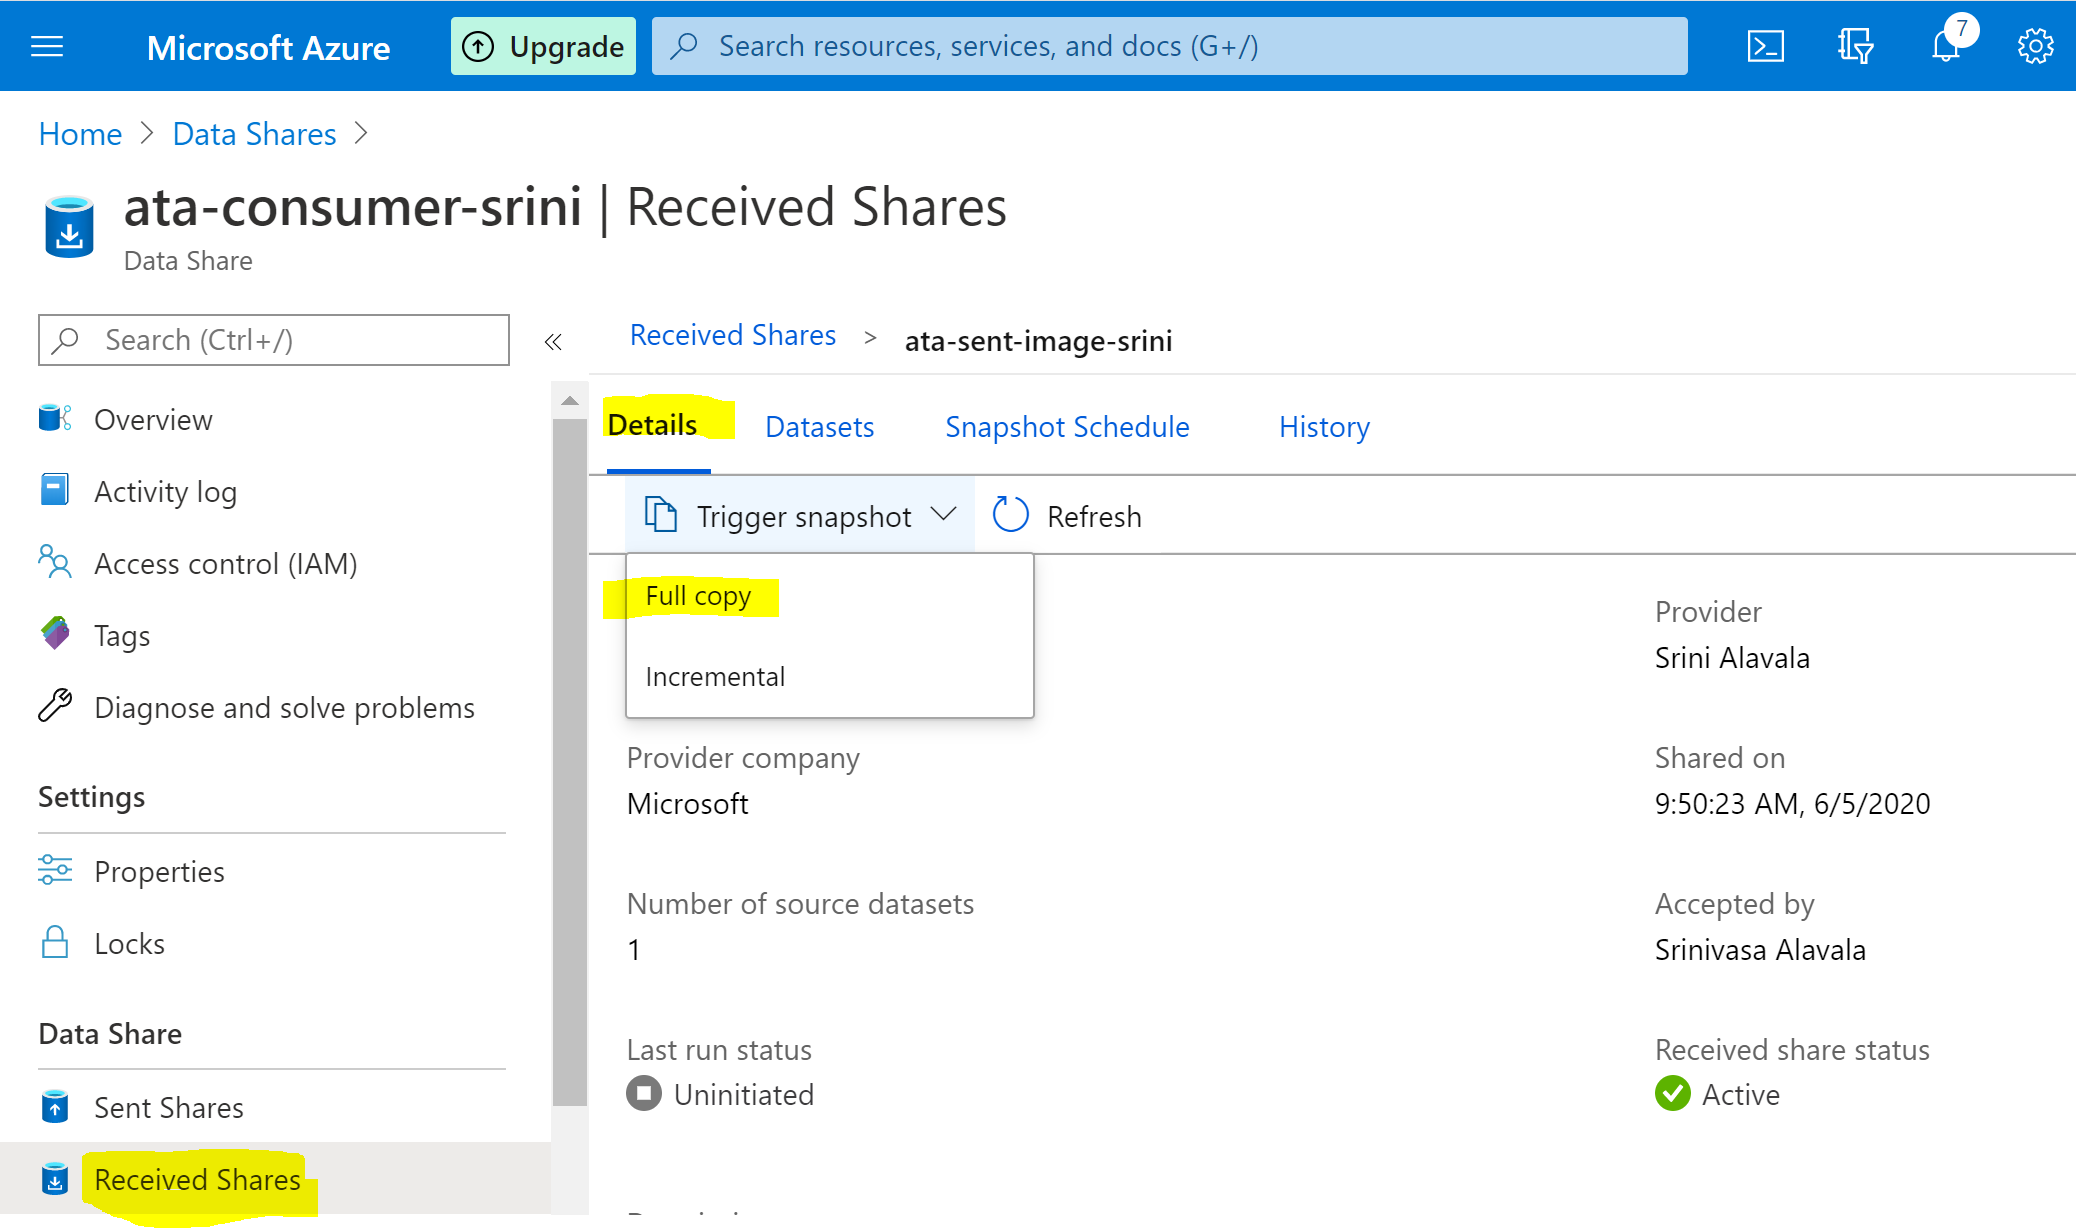 Microsoft Azure
Upgrade
Search resources, services, and docs (G+/)
7
Home > Data Shares >
ata-consumer-srini | Received Shares
Data Share
Search (Ctrl+/)
«
Overview
Activity log
Access control (IAM)
Tags
Diagnose and solve problems
Settings
Properties
Locks
Data Share
Sent Shares
Received Shares
Received Shares > ata-sent-image-srini
Details Datasets Snapshot Schedule History
Trigger snapshot Refresh
Full copy
Incremental
Provider
Srini Alavala
Provider company
Microsoft
Shared on
9:50:23 AM, 6/5/2020
Number of source datasets
1
Accepted by
Srinivasa Alavala
Last run status
Uninitiated
Received share status
Active